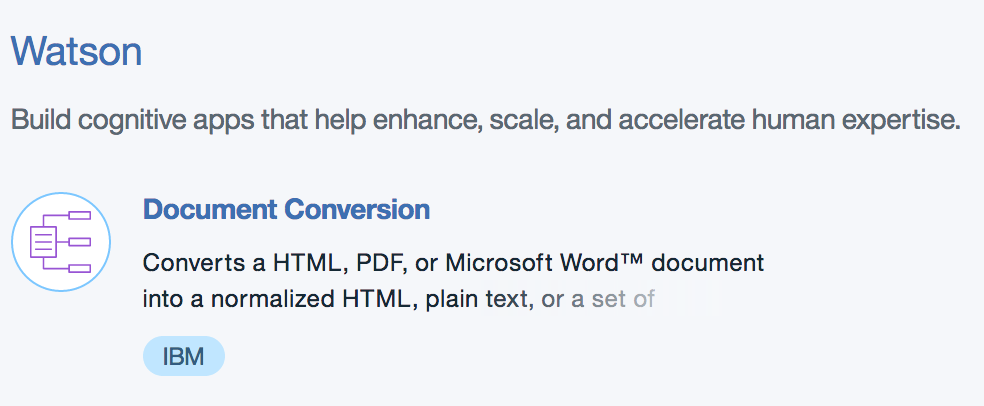 Watson
Build cognitive apps that help enhance, scale, and accelerate human expertise.
Document Conversion
Converts a HTML, PDF, or Microsoft Word™ document
into a normalized HTML, plain text, or a set of
IBM